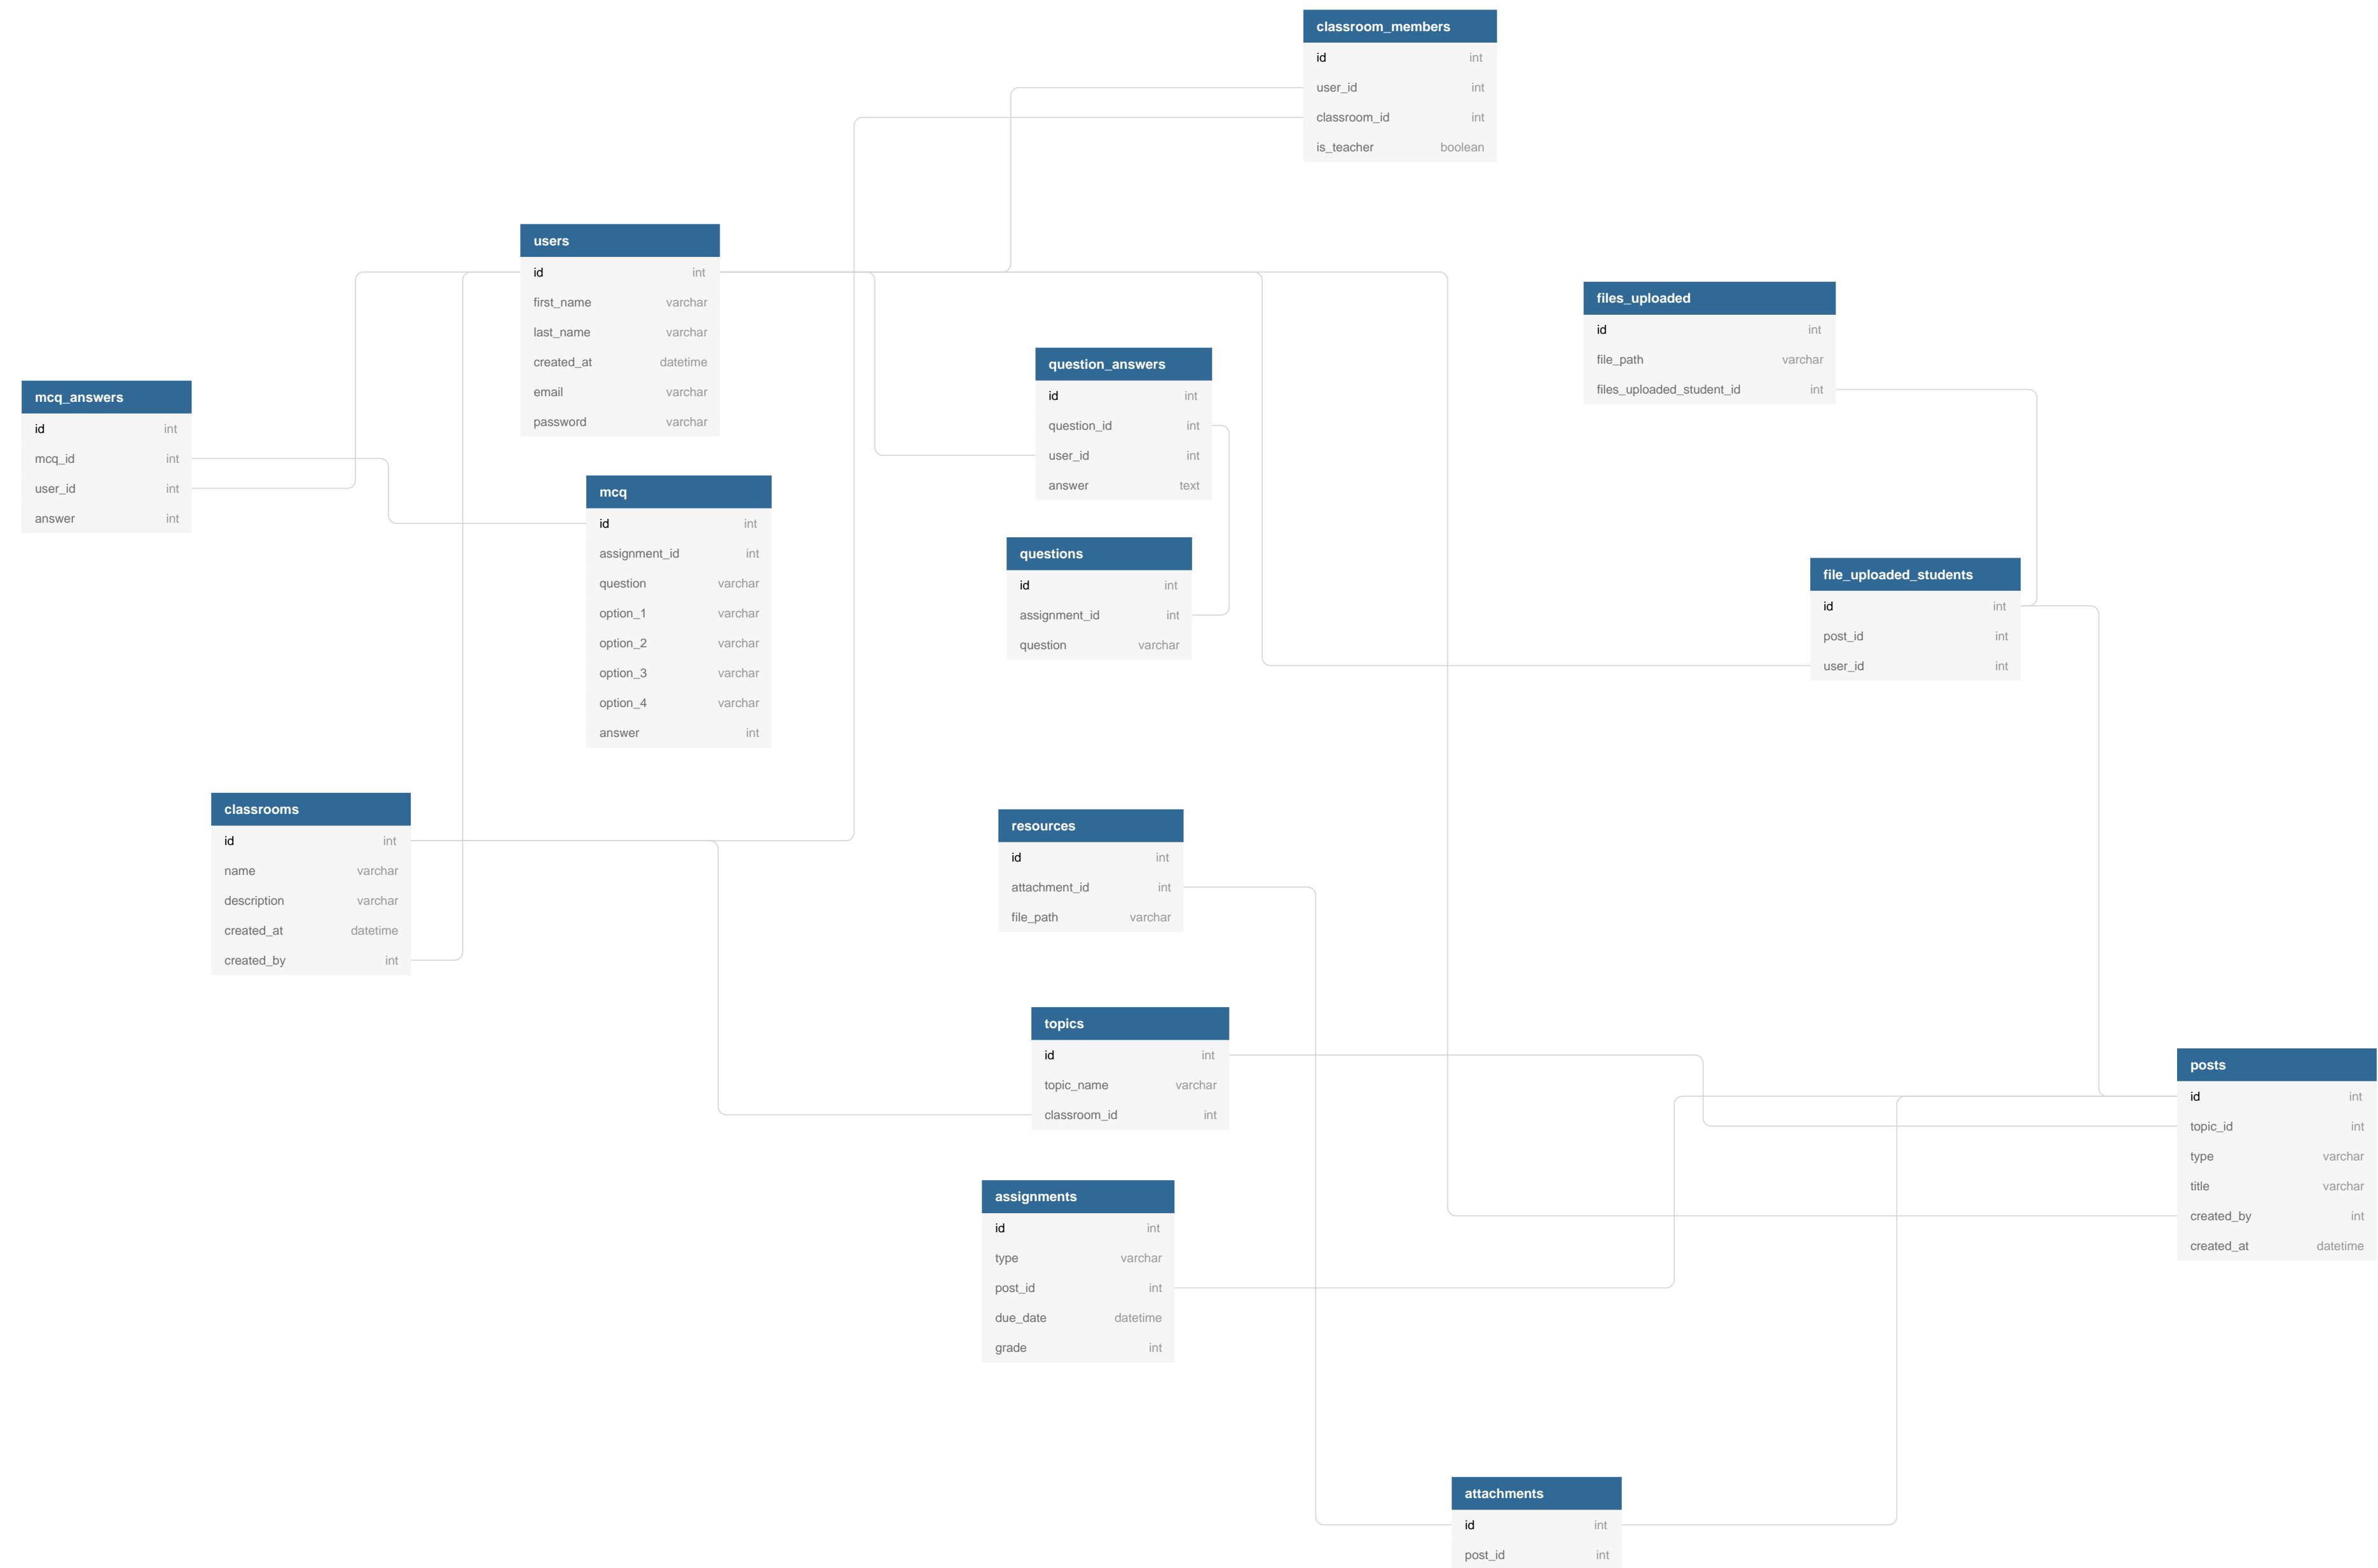 classroom_members
id int
user_id int
classroom_id int
is_teacher boolean
users
id int
first_name varchar
last_name varchar
created_at datetime
email varchar
password varchar
files_uploaded
id int
file_path varchar
files_uploaded_student_id int
question_answers
id int
question_id int
user_id int
answer text
mcq_answers
id int
mcq_id int
user_id int
answer int
mcq
id int
assignment_id int
question varchar
option_1 varchar
option_2 varchar
option_3 varchar
option_4 varchar
answer int
questions
id int
assignment_id int
question varchar
file_uploaded_students
id int
post_id int
user_id int
classrooms
id int
name varchar
description varchar
created_at datetime
created_by int
resources
id int
attachment_id int
file_path varchar
topics
id int
topic_name varchar
classroom_id int
posts
id int
topic_id int
type varchar
title varchar
created_by int
created_at datetime
assignments
id int
type varchar
post_id int
due_date datetime
grade int
attachments
id int
post_id int